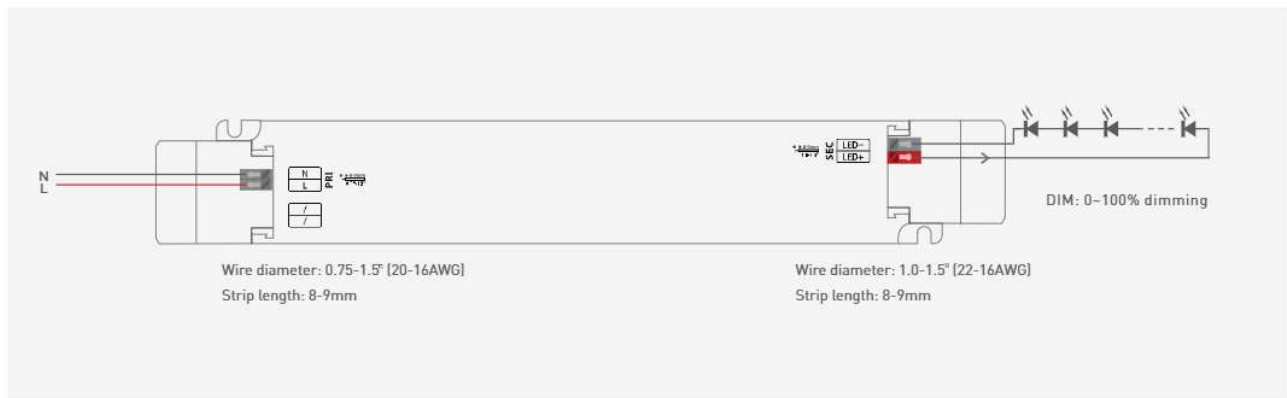 N
L
N
L
PRI
/
/
SEC
LED-
LED+
DIM: 0~100% dimming
Wire diameter: 0.75-1.5" (20-16AWG)
Strip length: 8-9mm
Wire diameter: 1.0-1.5" (22-16AWG)
Strip length: 8-9mm